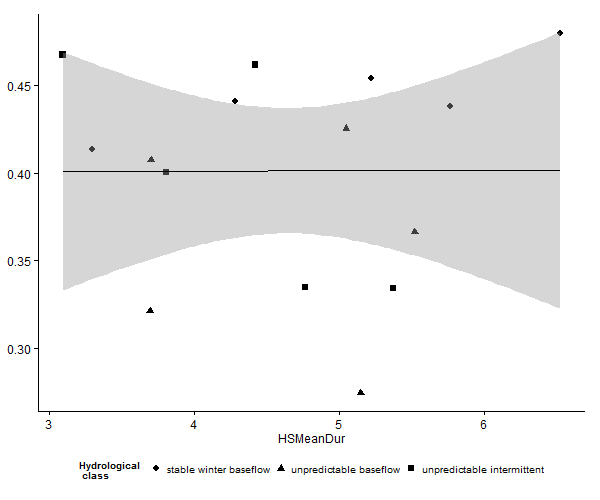 0.45
0.40
0.35
0.30
3 4 5 6
HSMeanDur
Hydrological
class
stable winter baseflow unpredictable baseflow unpredictable intermittent